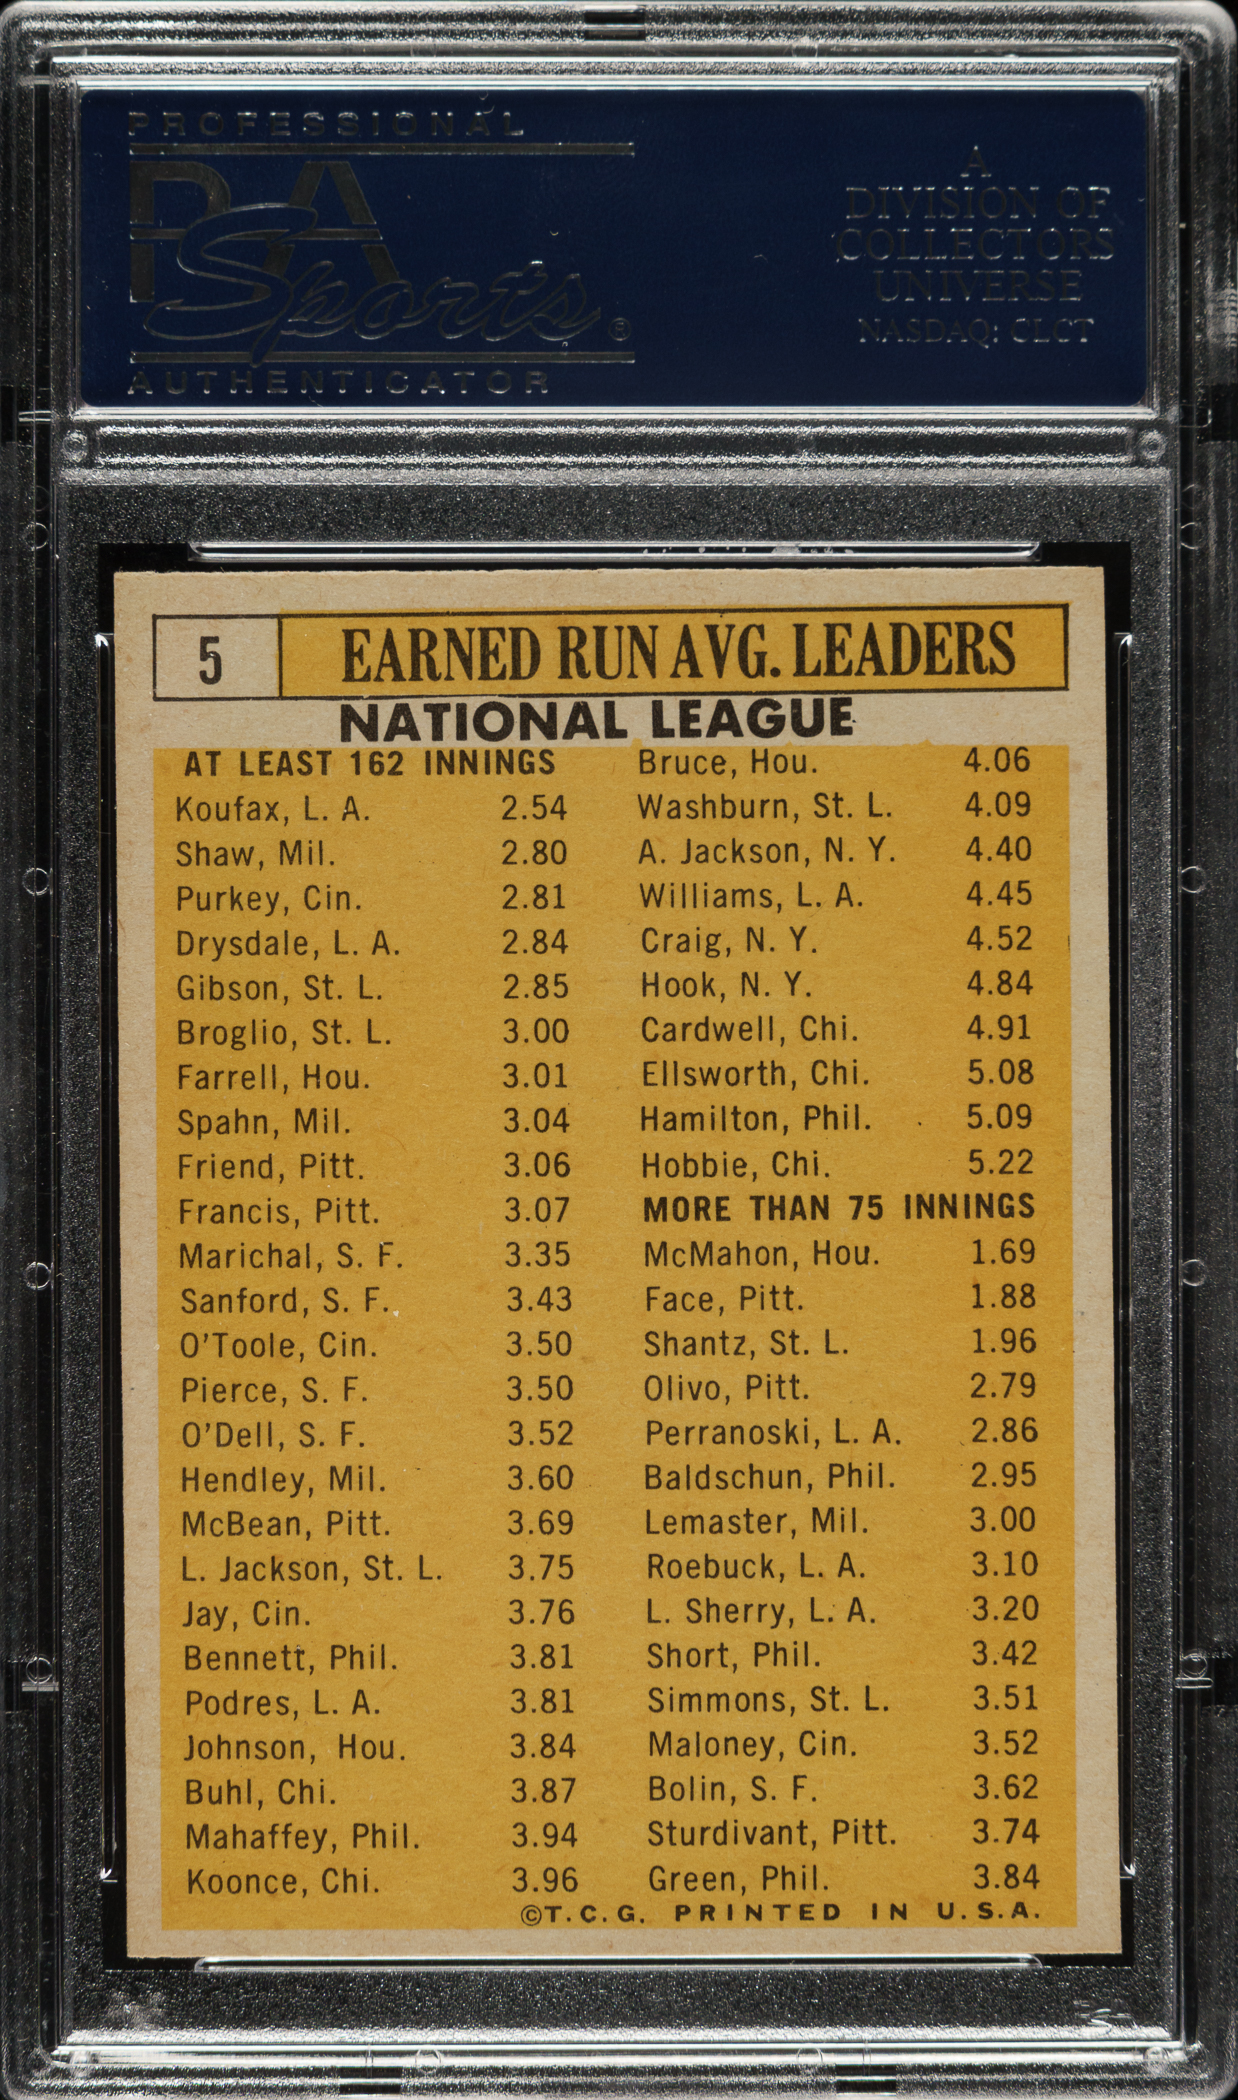 PROFESSIONAL
PSA
Sports®
AUTHENTICATOR
A
DIVISION OF
COLLECTORS
UNIVERSE
NASDAQ: CLCT
5 EARNED RUN AVG. LEADERS
NATIONAL LEAGUE
AT LEAST 162 INNINGS
Koufax, L. A. 2.54
Shaw, Mil. 2.80
Purkey, Cin. 2.81
Drysdale, L. A. 2.84
Gibson, St. L. 2.85
Broglio, St. L. 3.00
Farrell, Hou. 3.01
Spahn, Mil. 3.04
Friend, Pitt. 3.06
Francis, Pitt. 3.07
Marichal, S. F. 3.35
Sanford, S. F. 3.43
O'Toole, Cin. 3.50
Pierce, S. F. 3.50
O'Dell, S. F. 3.52
Hendley, Mil. 3.60
McBean, Pitt. 3.69
L. Jackson, St. L. 3.75
Jay, Cin. 3.76
Bennett, Phil. 3.81
Podres, L. A. 3.81
Johnson, Hou. 3.84
Buhl, Chi. 3.87
Mahaffey, Phil. 3.94
Koonce, Chi. 3.96
Bruce, Hou. 4.06
Washburn, St. L. 4.09
A. Jackson, N. Y. 4.40
Williams, L. A. 4.45
Craig, N. Y. 4.52
Hook, N. Y. 4.84
Cardwell, Chi. 4.91
Ellsworth, Chi. 5.08
Hamilton, Phil. 5.09
Hobbie, Chi. 5.22
MORE THAN 75 INNINGS
McMahon, Hou. 1.69
Face, Pitt. 1.88
Shantz, St. L. 1.96
Olivo, Pitt. 2.79
Perranoski, L. A. 2.86
Baldschun, Phil. 2.95
Lemaster, Mil. 3.00
Roebuck, L. A. 3.10
L. Sherry, L. A. 3.20
Short, Phil. 3.42
Simmons, St. L. 3.51
Maloney, Cin. 3.52
Bolin, S. F. 3.62
Sturdivant, Pitt. 3.74
Green, Phil. 3.84
©T.C.G. PRINTED IN U.S.A.